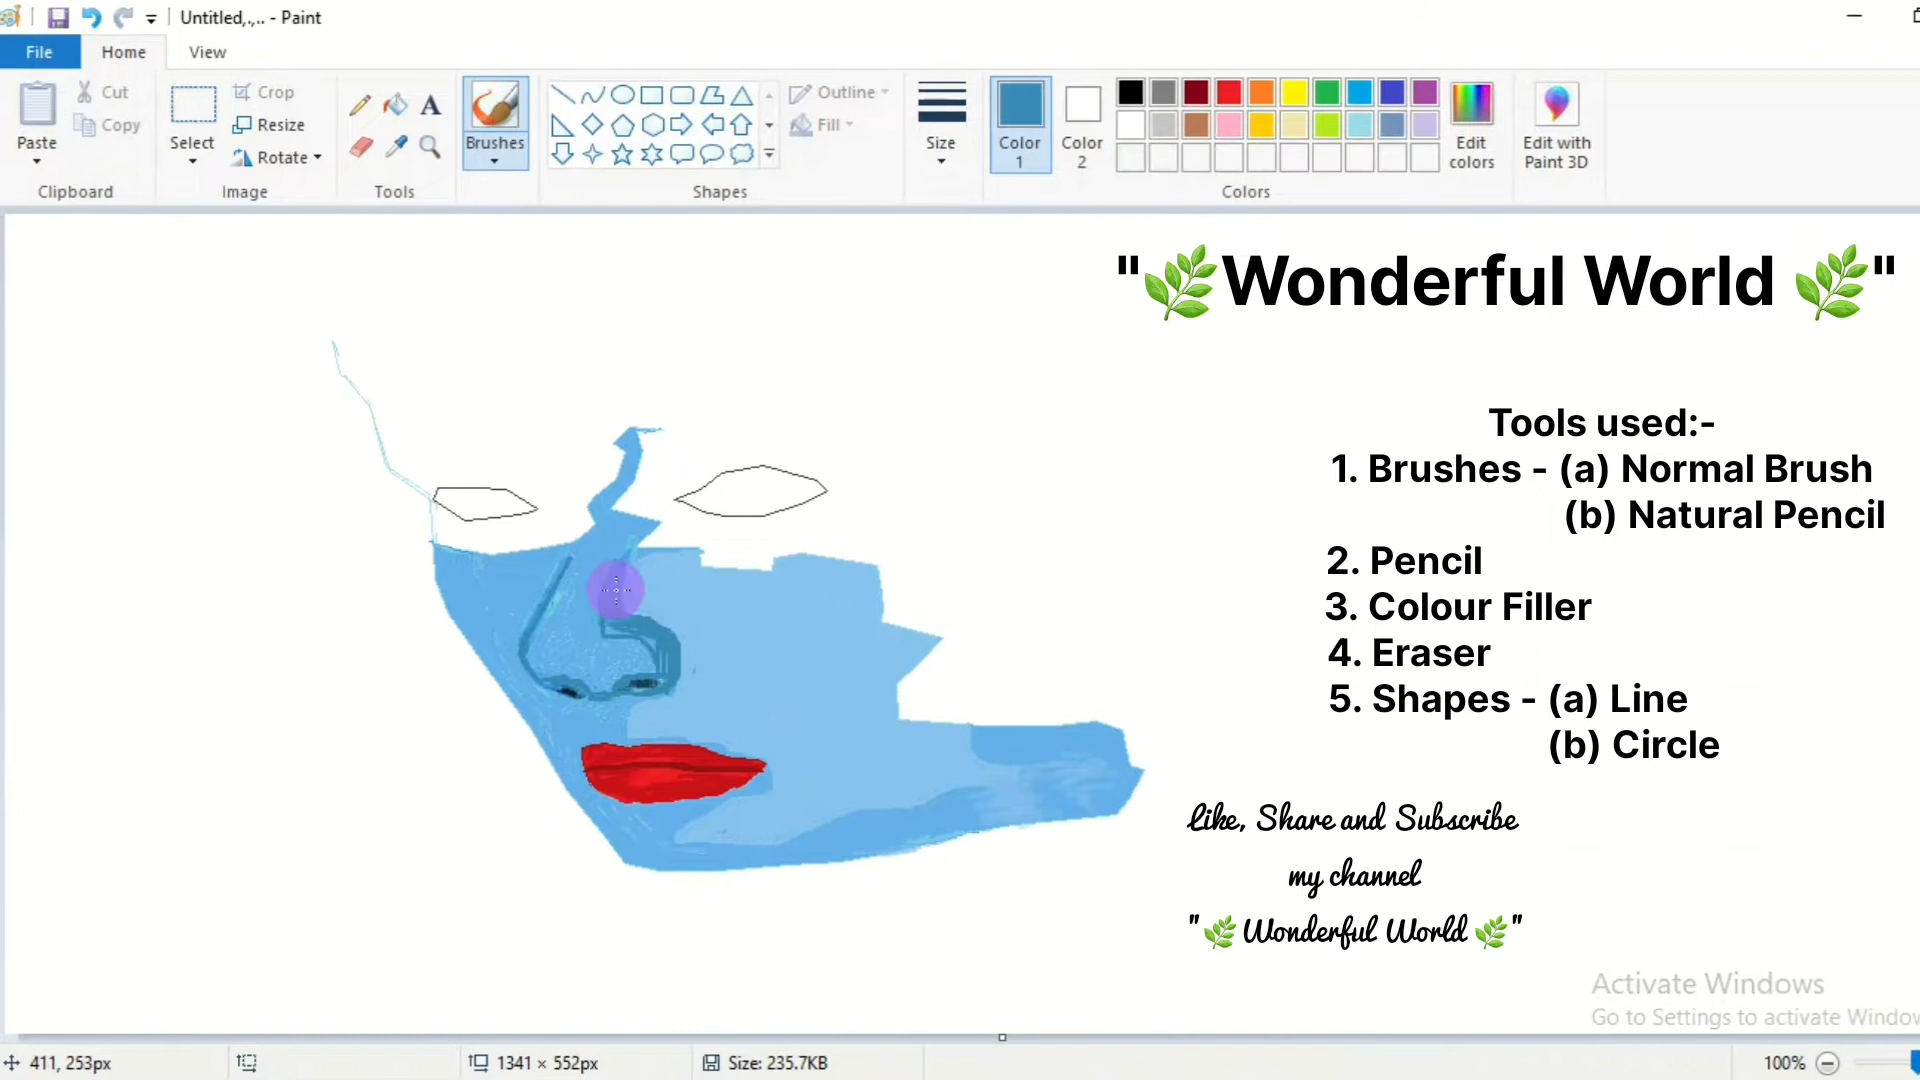 Untitled,.,.. - Paint
File Home View
Paste
Cut
Copy
Clipboard
Select
Crop
Resize
Rotate
Image
A
Tools
Brushes
Shapes
Outline
Fill
Size
Color
1
Color
2
Colors
Edit
colors
Edit with
Paint 3D
"🌿Wonderful World 🌿"
Tools used:-
1. Brushes - (a) Normal Brush
(b) Natural Pencil
2. Pencil
3. Colour Filler
4. Eraser
5. Shapes - (a) Line
(b) Circle
Like, Share and Subscribe
my channel
"🌿 Wonderful World 🌿"
Activate Windows
Go to Settings to activate Window
411, 253px 1341 × 552px Size: 235.7KB 100%